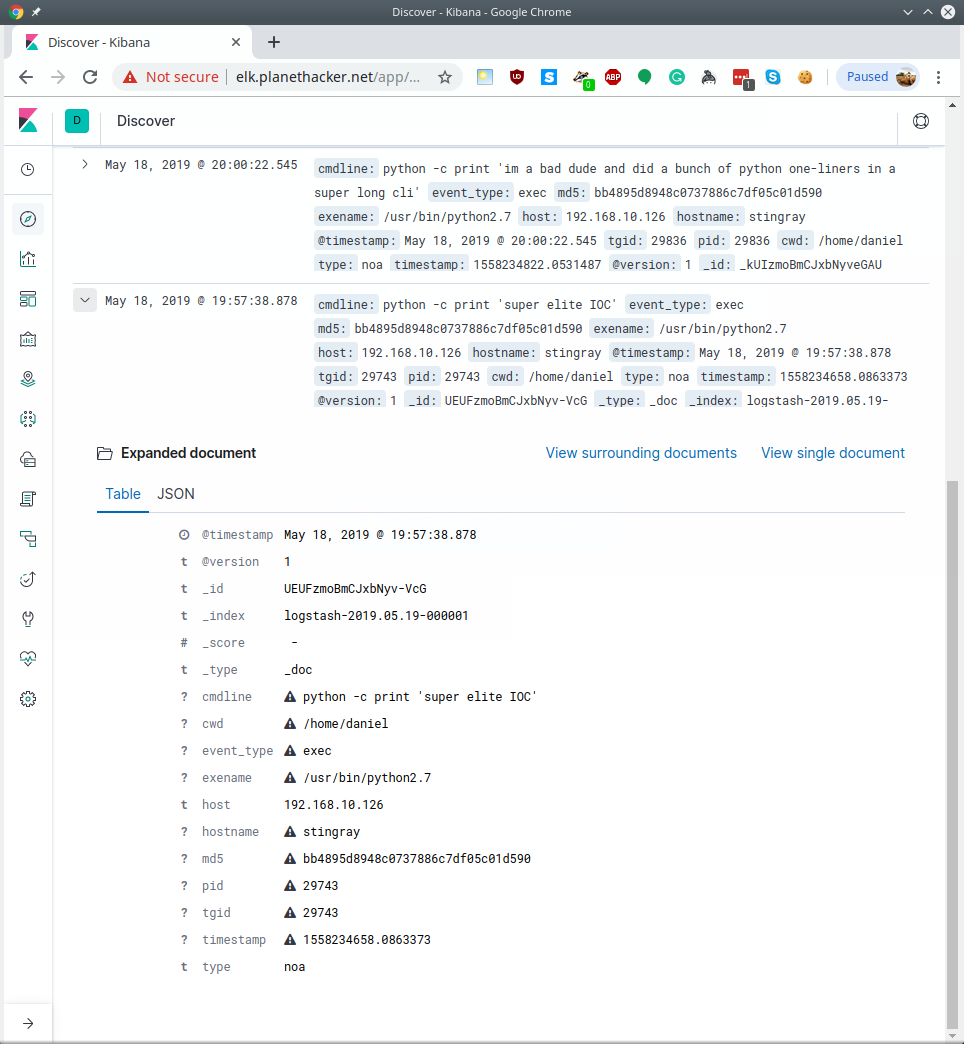 Discover - Kibana - Google Chrome
Discover - Kibana
Not secure elk.planethacker.net/app/... UD S 0 ABP G 1 S Paused
D Discover
May 18, 2019 @ 20:00:22.545 cmdline: python -c print 'im a bad dude and did a bunch of python one-liners in a
super long cli' event_type: exec md5: bb4895d8948c0737886c7df05c01d590
exename: /usr/bin/python2.7 host: 192.168.10.126 hostname: stingray
@timestamp: May 18, 2019 @ 20:00:22.545 tgid: 29836 pid: 29836 cwd: /home/daniel
type: noa timestamp: 1558234822.0531487 @version: 1 _id: _kUIzmoBmCJxbNyveGAU
May 18, 2019 @ 19:57:38.878 cmdline: python -c print 'super elite IOC' event_type: exec
md5: bb4895d8948c0737886c7df05c01d590 exename: /usr/bin/python2.7
host: 192.168.10.126 hostname: stingray @timestamp: May 18, 2019 @ 19:57:38.878
tgid: 29743 pid: 29743 cwd: /home/daniel type: noa timestamp: 1558234658.0863373
@version: 1 _id: UEUFzmoBmCJxbNyv-VcG _type: _doc _index: logstash-2019.05.19-
Expanded document View surrounding documents View single document
Table JSON
@timestamp May 18, 2019 @ 19:57:38.878
t @version 1
t _id UEUFzmoBmCJxbNyv-VcG
t _index logstash-2019.05.19-000001
# _score -
t _type _doc
? cmdline python -c print 'super elite IOC'
? cwd /home/daniel
? event_type exec
? exename /usr/bin/python2.7
t host 192.168.10.126
? hostname stingray
? md5 bb4895d8948c0737886c7df05c01d590
? pid 29743
? tgid 29743
? timestamp 1558234658.0863373
t type noa